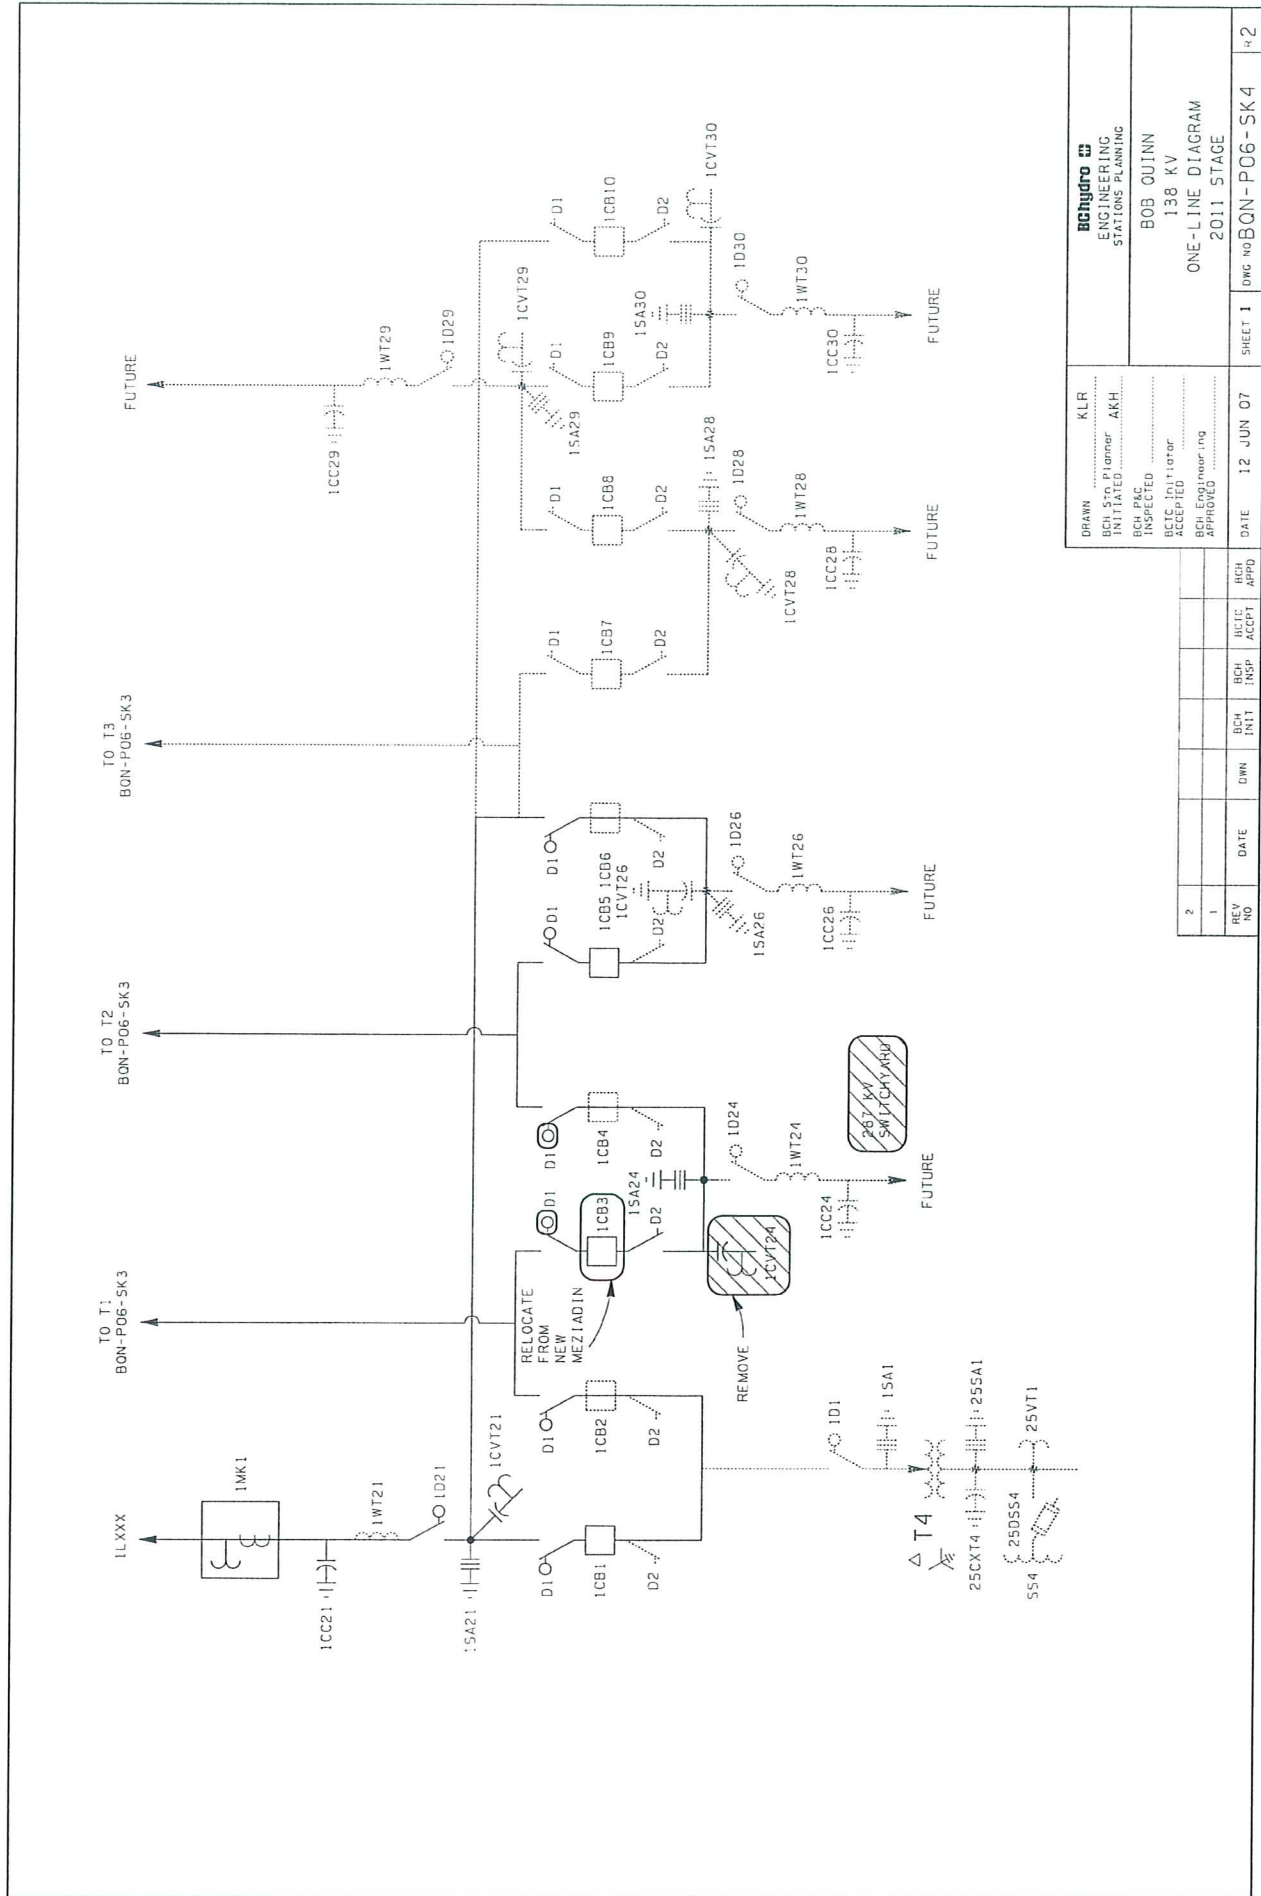 1LXXX
1MK1
1CC21
1WT21
1D21
1SA21
1CVT21
D1
1CB1
D2
D1
1CB2
D2
1D1
1SA1
T4
25CXT4
25SA1
25DSS4
SS4
25VT1
TO T1
BQN-P06-SK3
RELOCATE
FROM
NEW
MEZIADIN
D1
1CB3
D2
REMOVE
1CVT24
1SA24
D1
1CB4
D2
1D24
1WT24
1CC24
FUTURE
287 KV
SWITCHYARD
TO T2
BQN-P06-SK3
D1
D1
1CB5 1CB6
1CVT26
D2
D2
1SA26
1D26
1WT26
1CC26
FUTURE
TO T3
BQN-P06-SK3
D1
1CB7
D2
D1
1CB8
D2
1SA28
1CVT28
1D28
1WT28
1CC28
FUTURE
FUTURE
1CC29
1WT29
1D29
1CVT29
1SA29
D1
1CB9
D2
D1
1CB10
D2
1SA30
1CVT30
1D30
1WT30
1CC30
FUTURE
2
1
REV NO
DATE
DWN
BCH INIT
BCH INSP
BCTC ACCPT
BCH APPD
DRAWN KLR
BCH Stn Planner
INITIATED AKH
BCH P&C
INSPECTED
BCTC Initiator
ACCEPTED
BCH Engineering
APPROVED
DATE 12 JUN 07
BChydro
ENGINEERING
STATIONS PLANNING
BOB QUINN
138 KV
ONE-LINE DIAGRAM
2011 STAGE
SHEET 1
DWG NO BQN-P06-SK4
R 2